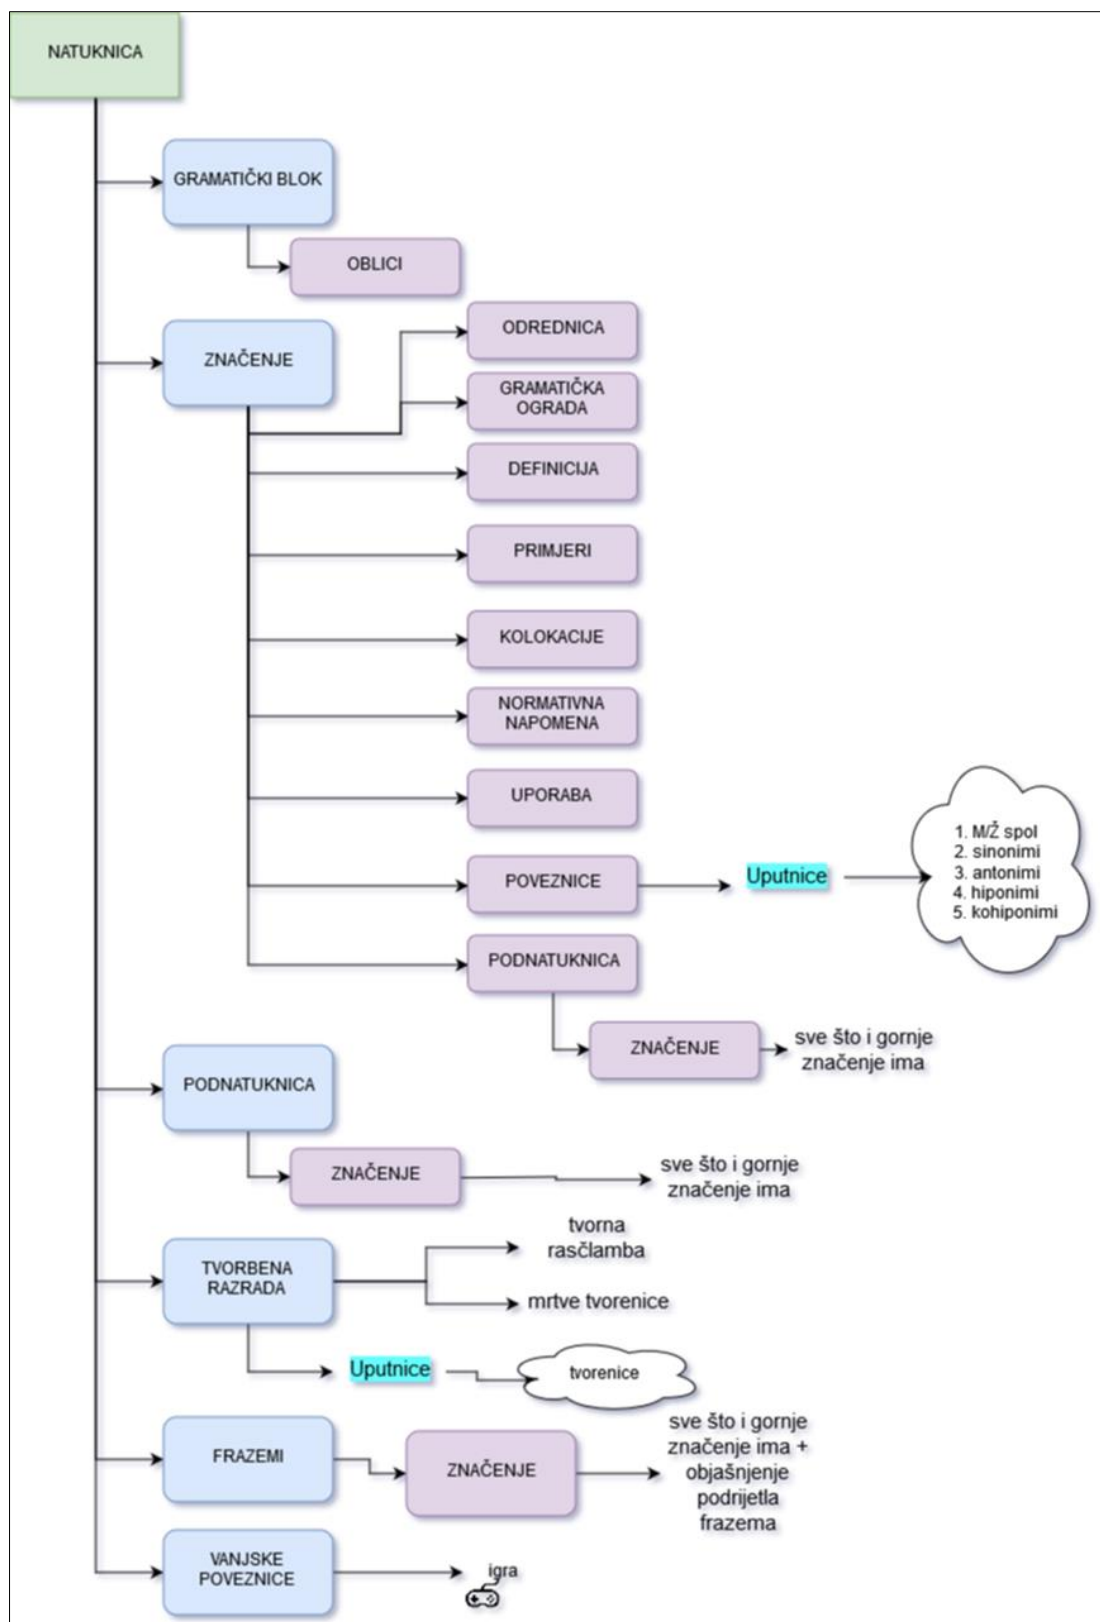 NATUKNICA
GRAMATIČKI BLOK
OBLICI
ZNAČENJE
ODREDNICA
GRAMATIČKA
OGRADA
DEFINICIJA
PRIMJERI
KOLOKACIJE
NORMATIVNA
NAPOMENA
UPORABA
POVEZNICE
Uputnice
1. M/Ž spol
2. sinonimi
3. antonimi
4. hiponimi
5. kohiponimi
PODNATUKNICA
ZNAČENJE
sve što i gornje
značenje ima
PODNATUKNICA
ZNAČENJE
sve što i gornje
značenje ima
TVORBENA
RAZRADA
tvorna
rasčlamba
mrtve tvorenice
Uputnice
tvorenice
FRAZEMI
ZNAČENJE
sve što i gornje
značenje ima +
objašnjenje
podrijetla
frazema
VANJSKE
POVEZNICE
igra